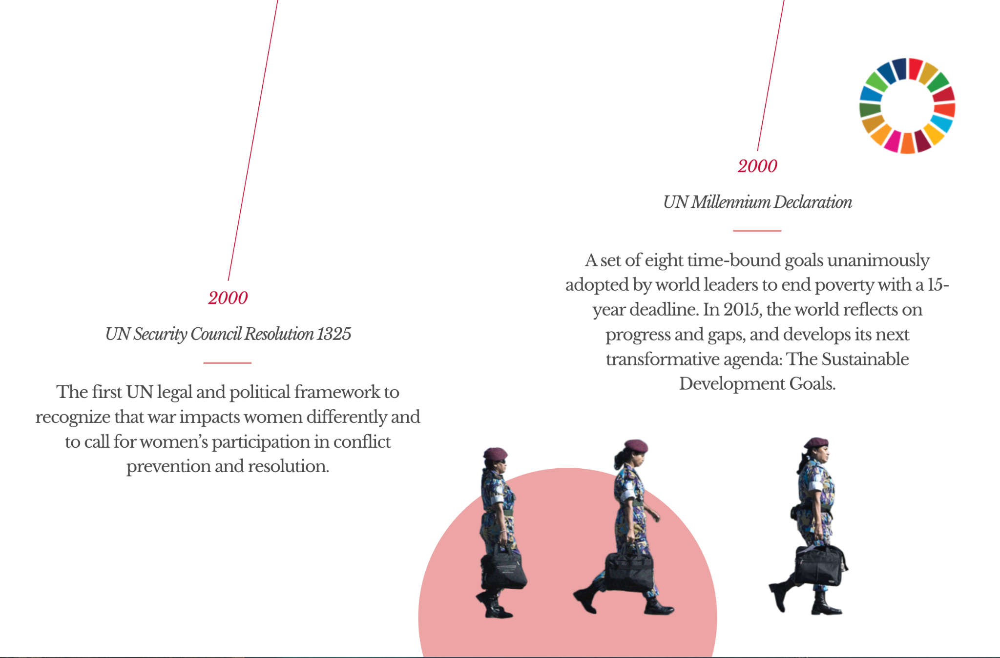 2000
UN Security Council Resolution 1325
The first UN legal and political framework to
recognize that war impacts women differently and
to call for women’s participation in conflict
prevention and resolution.
2000
UN Millennium Declaration
A set of eight time-bound goals unanimously
adopted by world leaders to end poverty with a 15-
year deadline. In 2015, the world reflects on
progress and gaps, and develops its next
transformative agenda: The Sustainable
Development Goals.